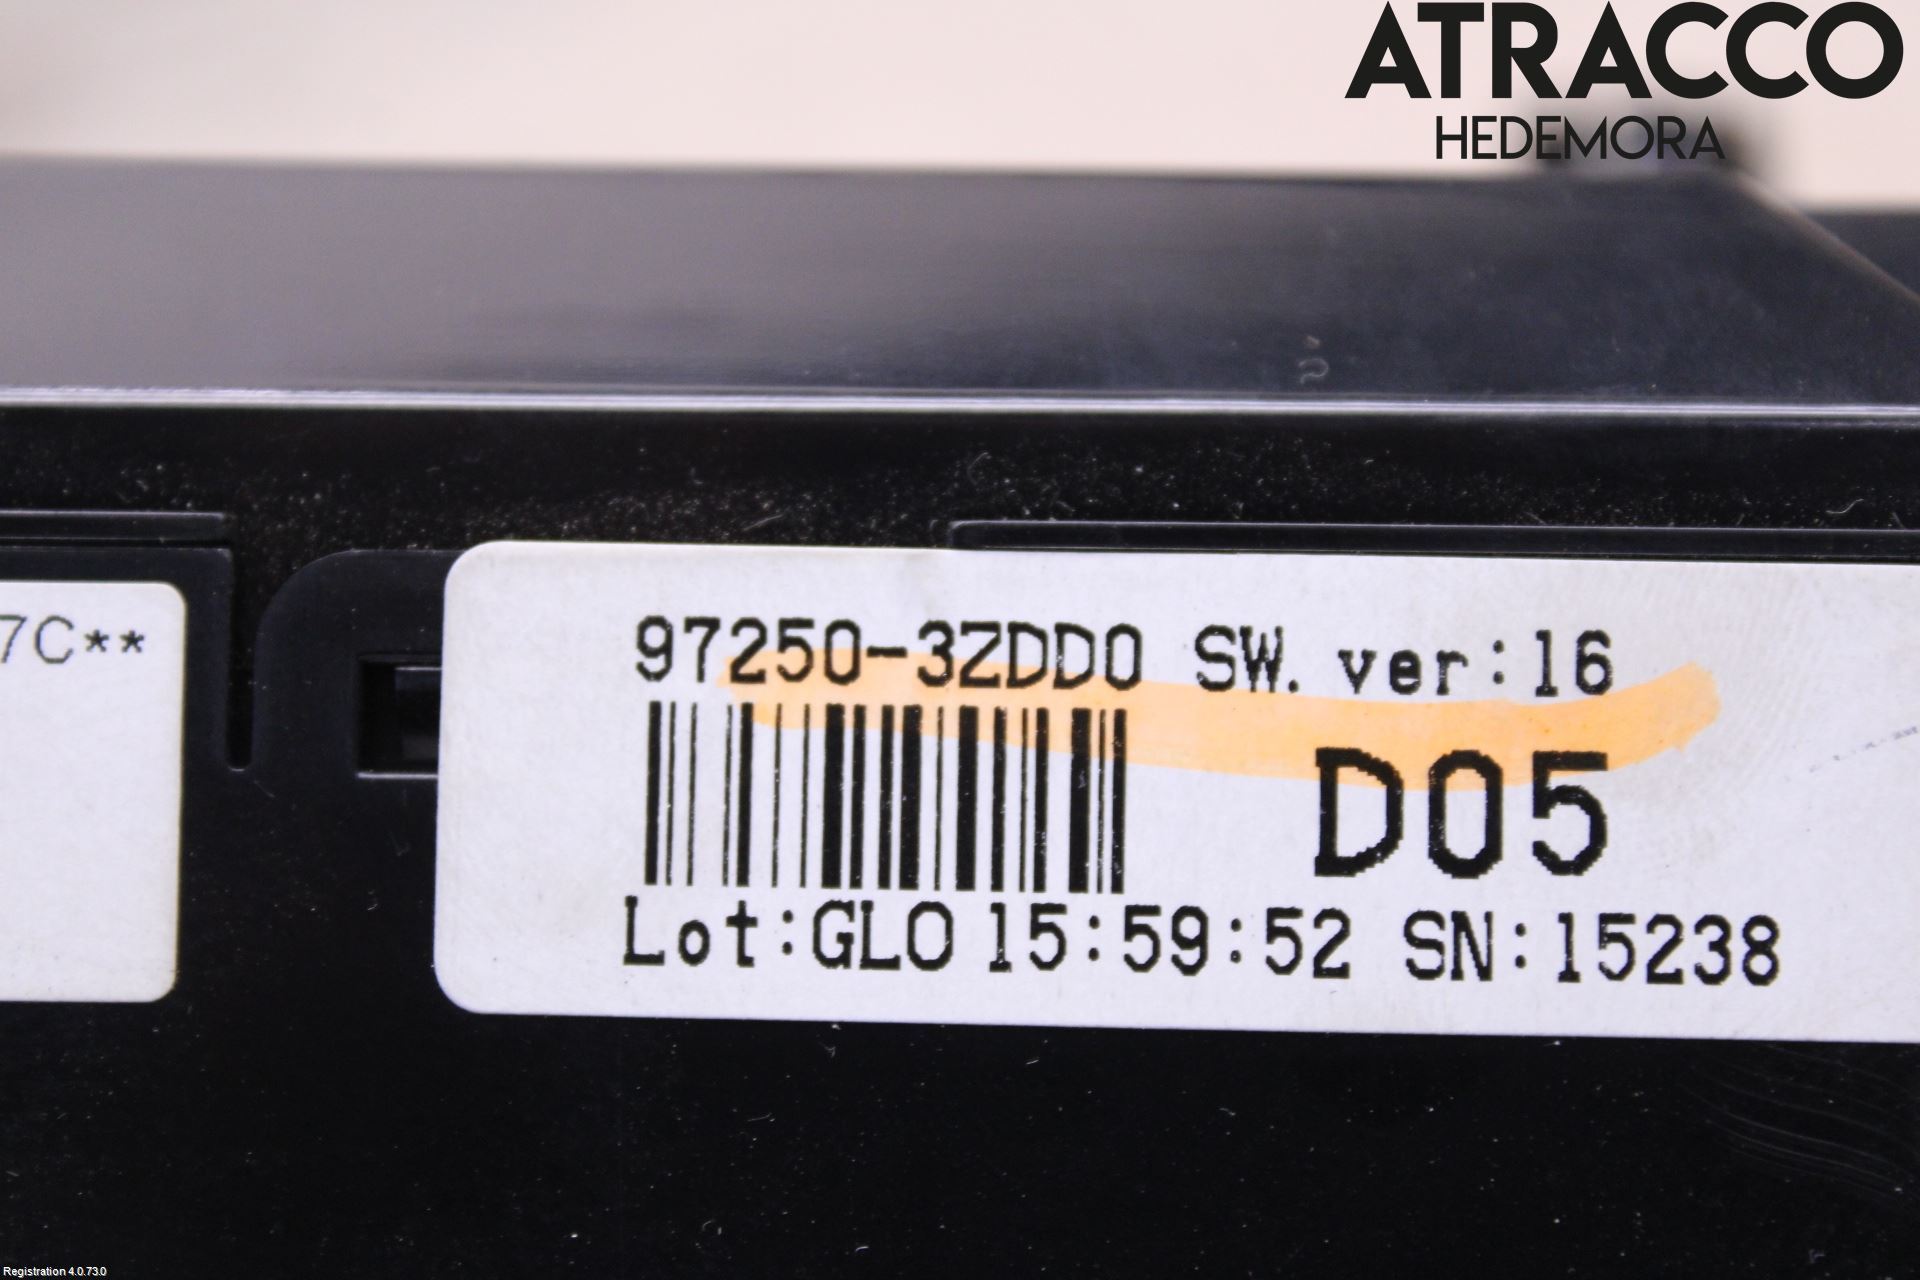 ATRACCO
HEDEMORA
7C**
97250-3ZDD0 SW. ver:16
D05
Lot:GLO 15:59:52 SN:15238
Registration 4.0.73.0